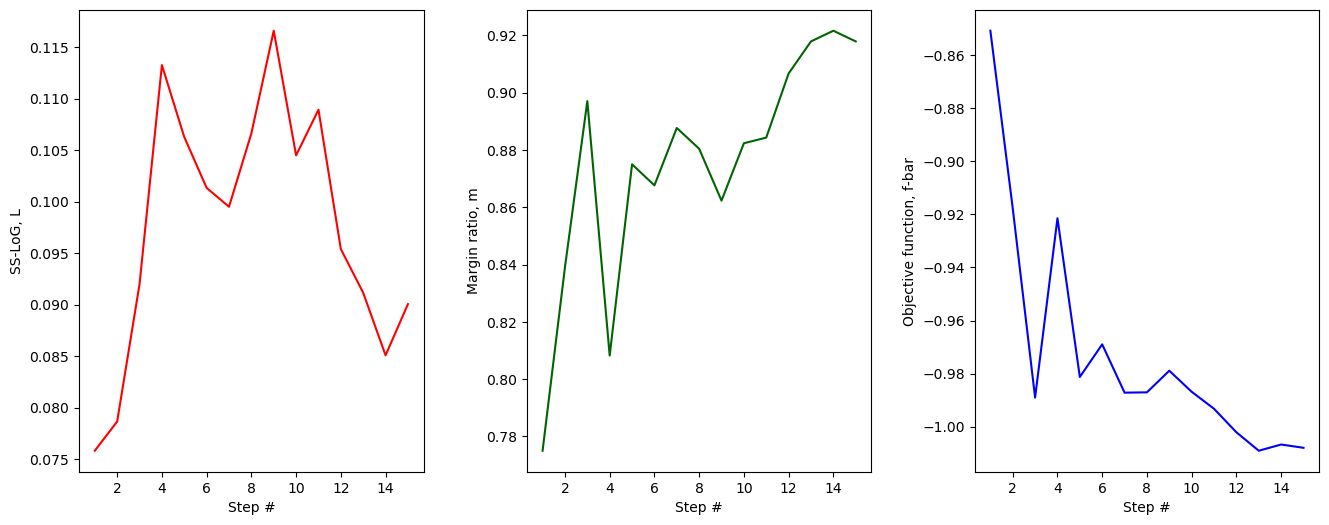 SS-LoG, L
0.115
0.110
0.105
0.100
0.095
0.090
0.085
0.080
0.075
2 4 6 8 10 12 14
Step #
Margin ratio, m
0.92
0.90
0.88
0.86
0.84
0.82
0.80
0.78
2 4 6 8 10 12 14
Step #
Objective function, f-bar
−0.86
−0.88
−0.90
−0.92
−0.94
−0.96
−0.98
−1.00
2 4 6 8 10 12 14
Step #